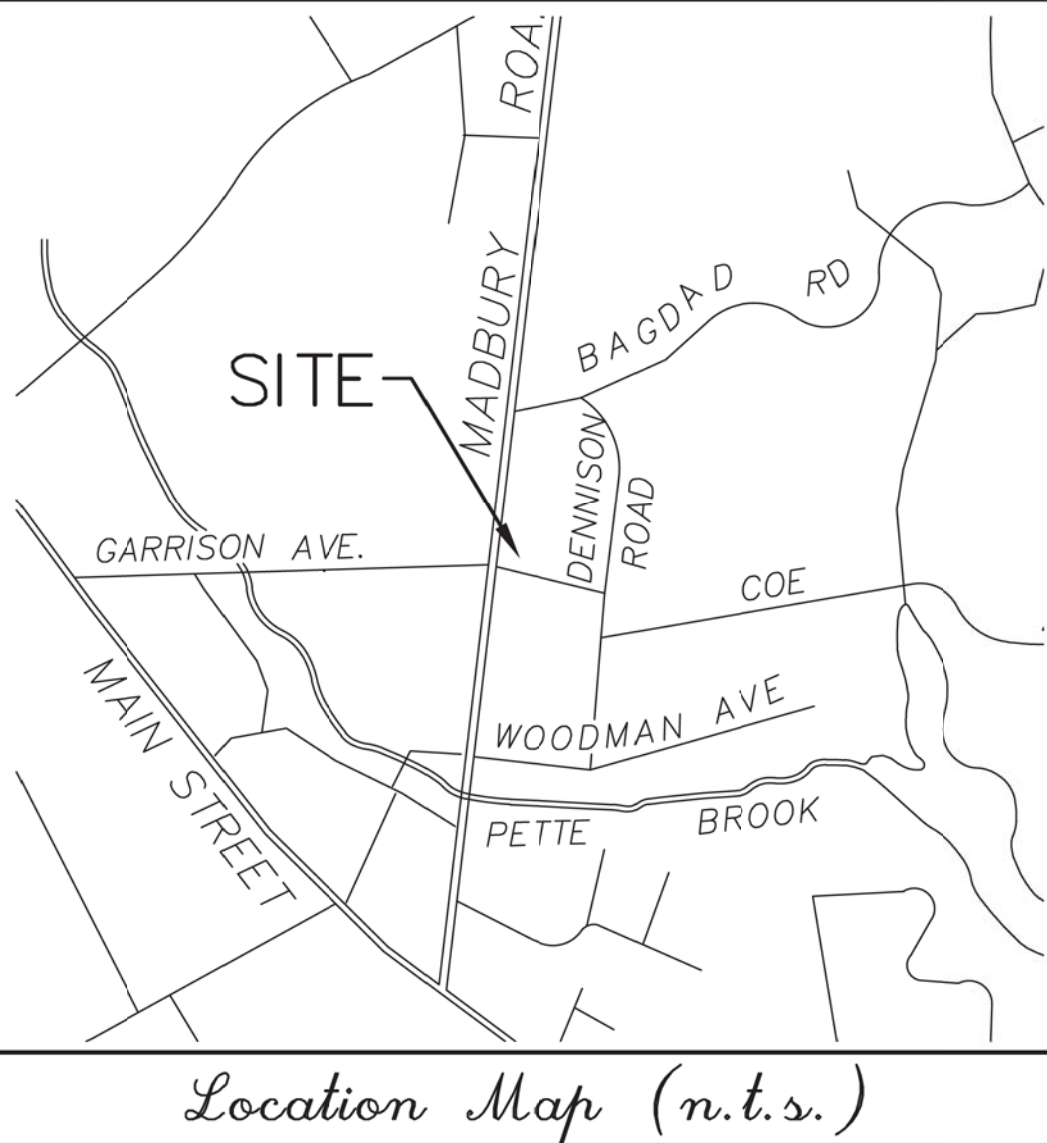 ROA
MADBURY
BAGDAD RD
SITE
DENNISON
ROAD
GARRISON AVE.
COE
MAIN STREET
WOODMAN AVE
PETTE BROOK
Location Map (n.t.s.)